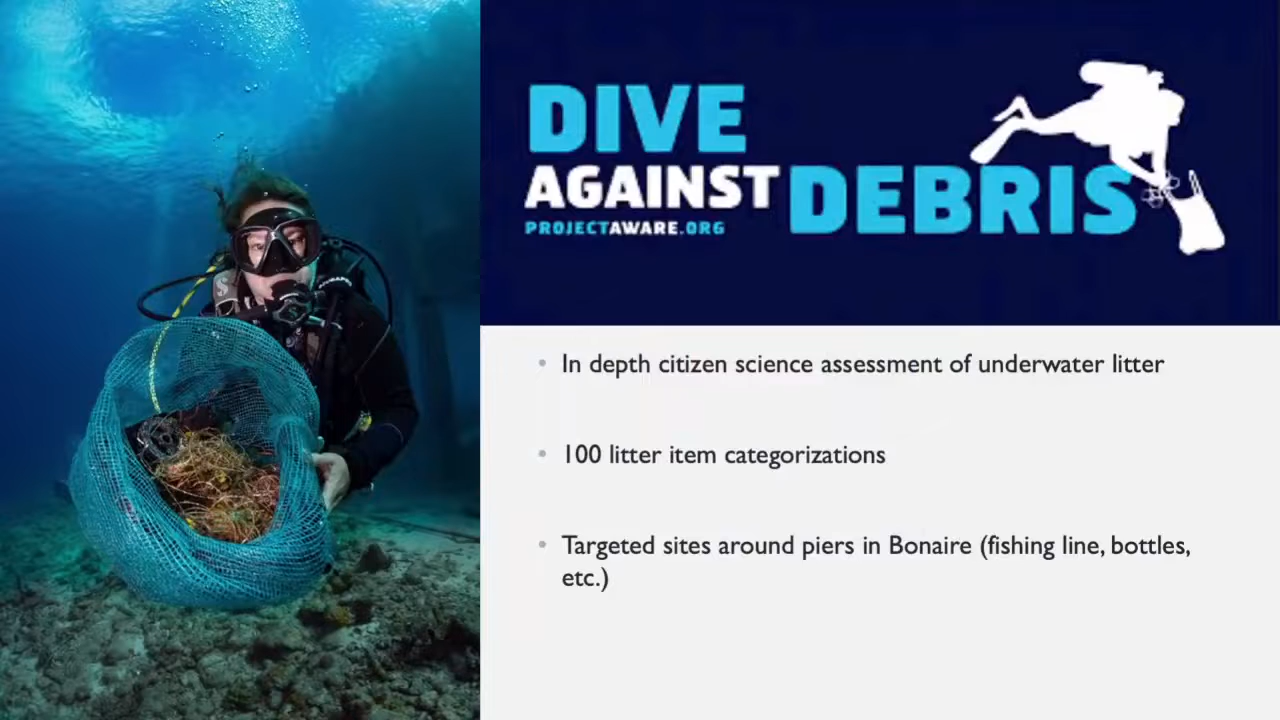 DIVE
AGAINST DEBRIS
PROJECTAWARE.ORG
• In depth citizen science assessment of underwater litter
• 100 litter item categorizations
• Targeted sites around piers in Bonaire (fishing line, bottles,
etc.)